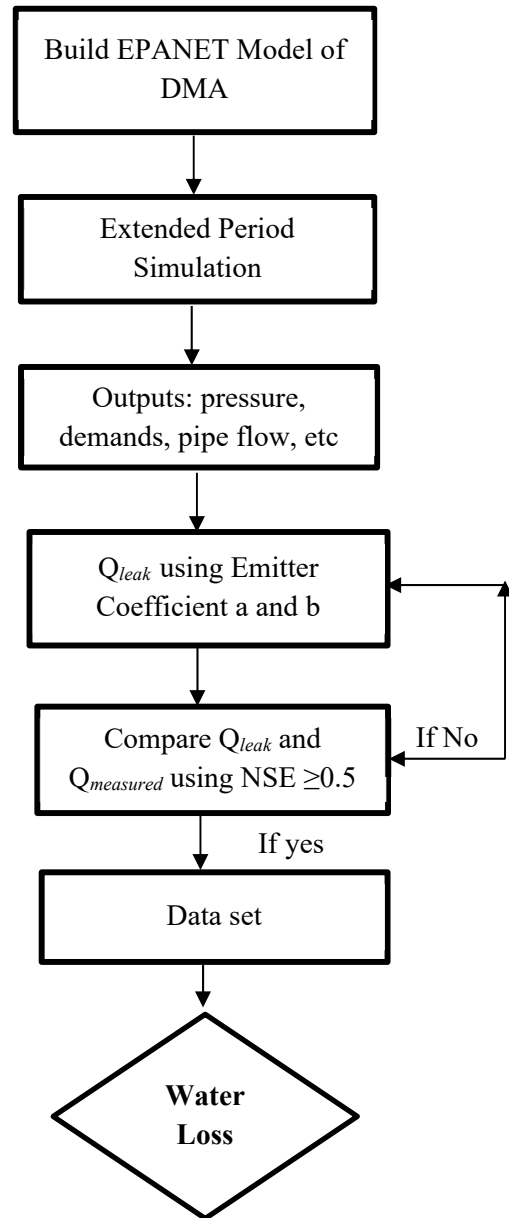 Build EPANET Model of
DMA
Extended Period
Simulation
Outputs: pressure,
demands, pipe flow, etc
Qleak using Emitter
Coefficient a and b
Compare Qleak and
Qmeasured using NSE ≥0.5
If No
If yes
Data set
Water
Loss